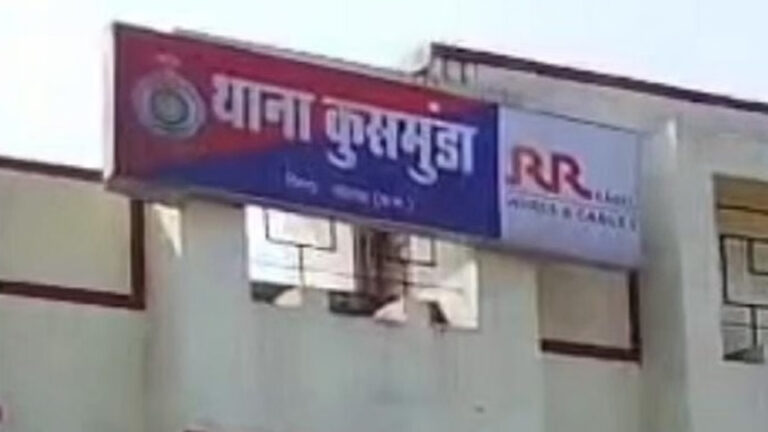 थाना कुसमुंडा
जिला (छ.ग.)
RR
WIRES & CABLES